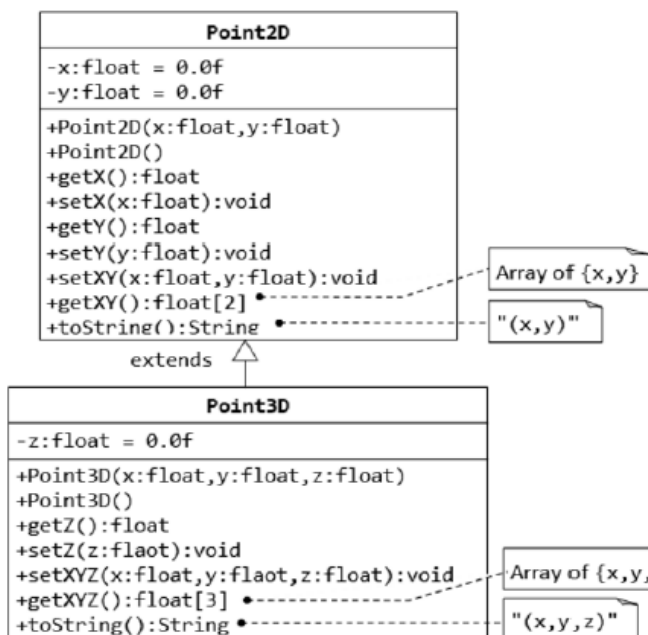 Point2D
-x:float = 0.0f
-y:float = 0.0f
+Point2D(x:float,y:float)
+Point2D()
+getX():float
+setX(x:float):void
+getY():float
+setY(y:float):void
+setXY(x:float,y:float):void
+getXY():float[2]
+toString():String
Array of {x,y}
"(x,y)"
extends
Point3D
-z:float = 0.0f
+Point3D(x:float,y:float,z:float)
+Point3D()
+getZ():float
+setZ(z:flaot):void
+setXYZ(x:float,y:flaot,z:float):void
+getXYZ():float[3]
+toString():String
Array of {x,y,
"(x,y,z)"